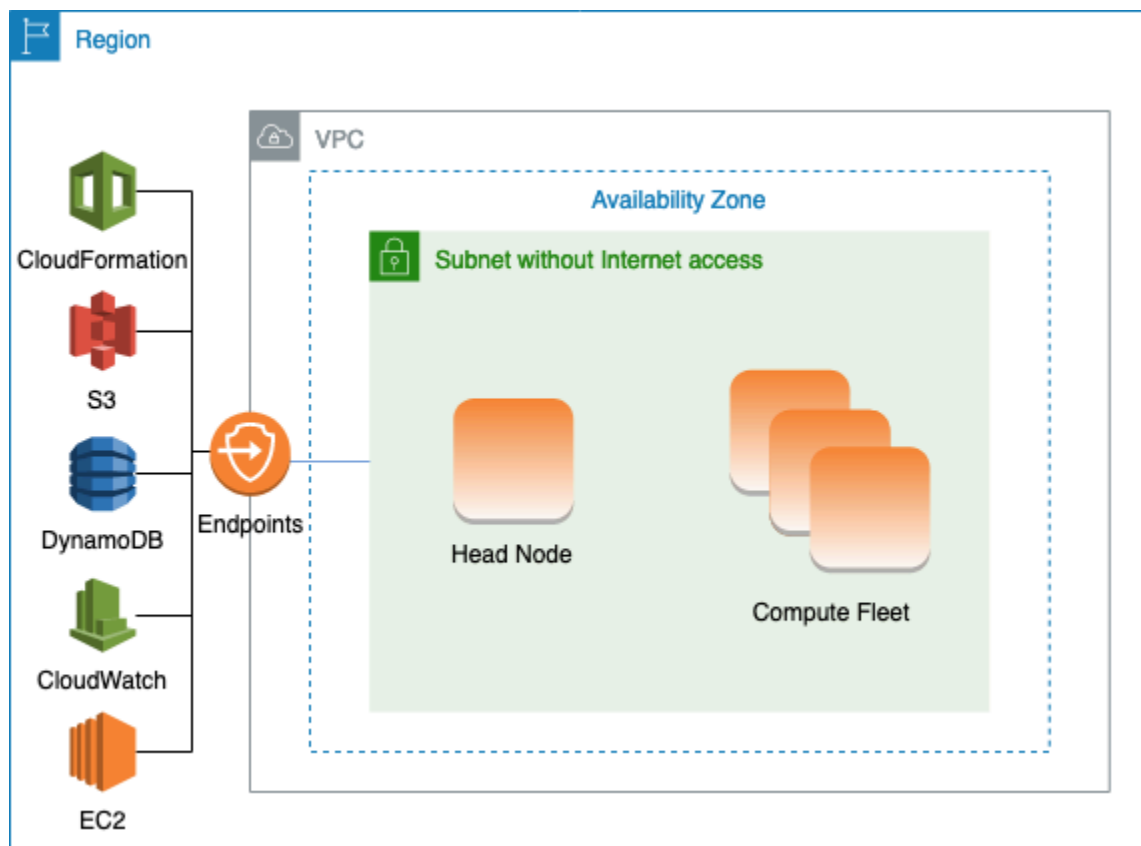 Region
VPC
Availability Zone
Subnet without Internet access
CloudFormation
S3
DynamoDB
CloudWatch
EC2
Endpoints
Head Node
Compute Fleet